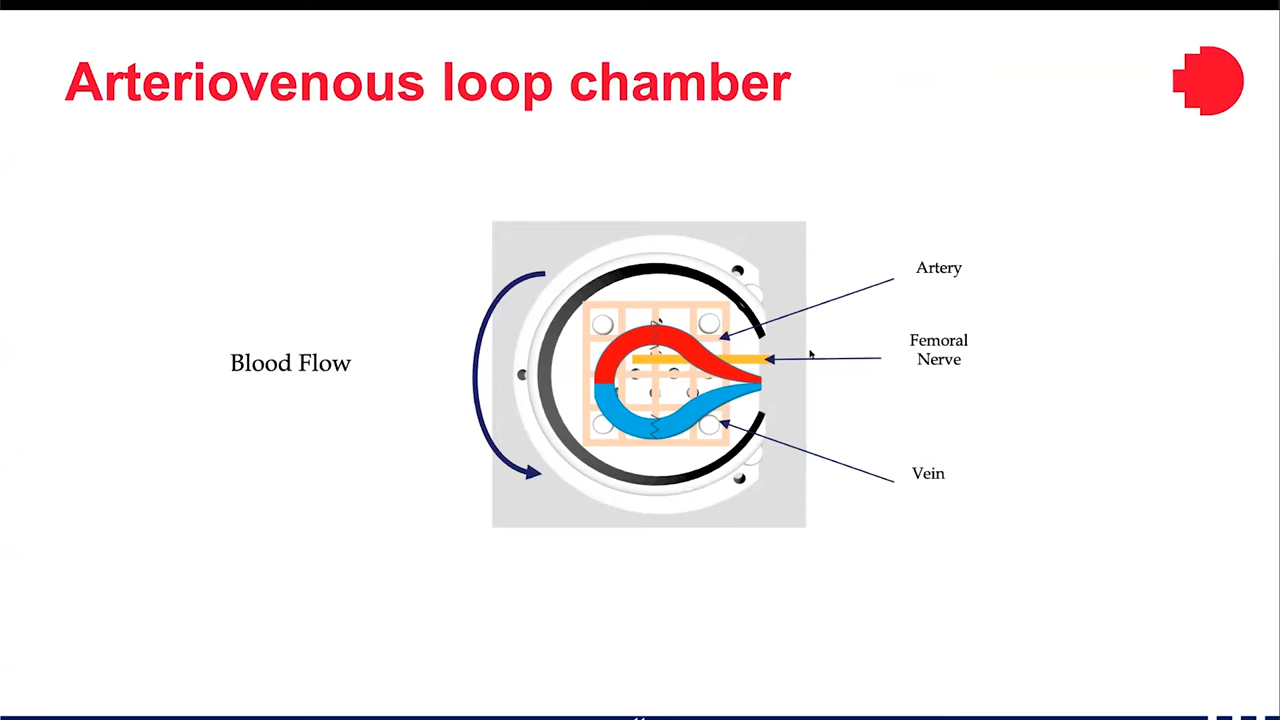 Arteriovenous loop chamber
Artery
Femoral
Nerve
Blood Flow
Vein